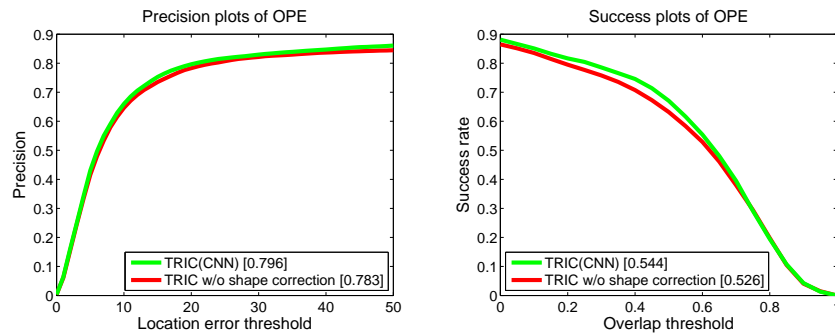 Precision plots of OPE
0.9
0.8
0.7
0.6
0.5
0.4
0.3
0.2
0.1
0
Precision
TRIC(CNN) [0.796]
TRIC w/o shape correction [0.783]
0 10 20 30 40 50
Location error threshold
Success plots of OPE
0.9
0.8
0.7
0.6
0.5
0.4
0.3
0.2
0.1
0
Success rate
TRIC(CNN) [0.544]
TRIC w/o shape correction [0.526]
0 0.2 0.4 0.6 0.8
Overlap threshold